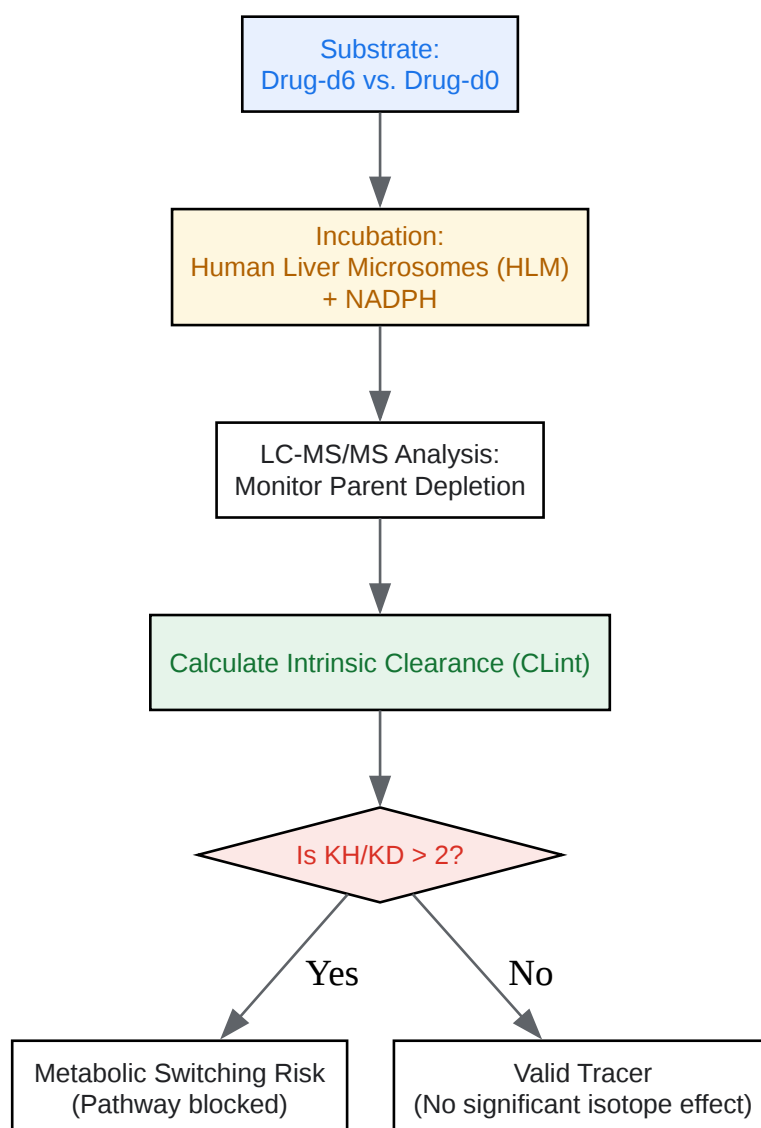 Substrate:
Drug-d6 vs. Drug-d0
Incubation:
Human Liver Microsomes (HLM)
+ NADPH
LC-MS/MS Analysis:
Monitor Parent Depletion
Calculate Intrinsic Clearance (CLint)
Is KH/KD > 2?
Yes
No
Metabolic Switching Risk
(Pathway blocked)
Valid Tracer
(No significant isotope effect)